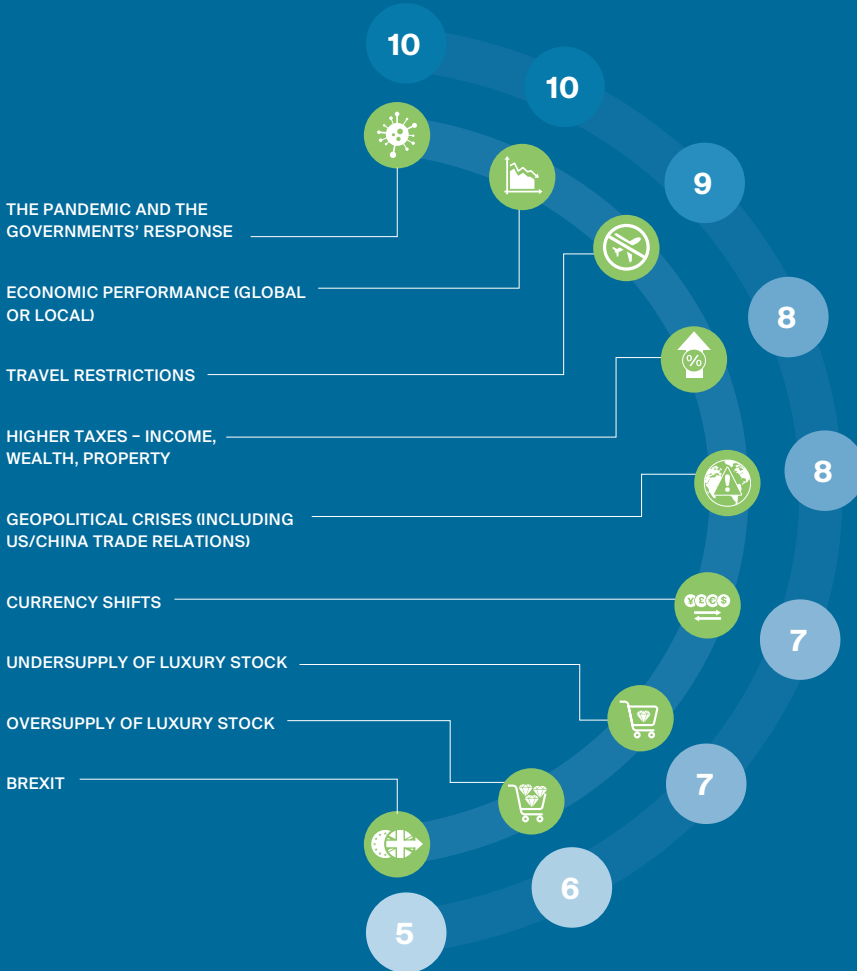 10
10
9
8
8
7
7
6
5
THE PANDEMIC AND THE
GOVERNMENTS' RESPONSE
ECONOMIC PERFORMANCE (GLOBAL
OR LOCAL)
TRAVEL RESTRICTIONS
%
HIGHER TAXES – INCOME,
WEALTH, PROPERTY
GEOPOLITICAL CRISES (INCLUDING
US/CHINA TRADE RELATIONS)
!
CURRENCY SHIFTS
¥ £ € $
UNDERSUPPLY OF LUXURY STOCK
OVERSUPPLY OF LUXURY STOCK
BREXIT